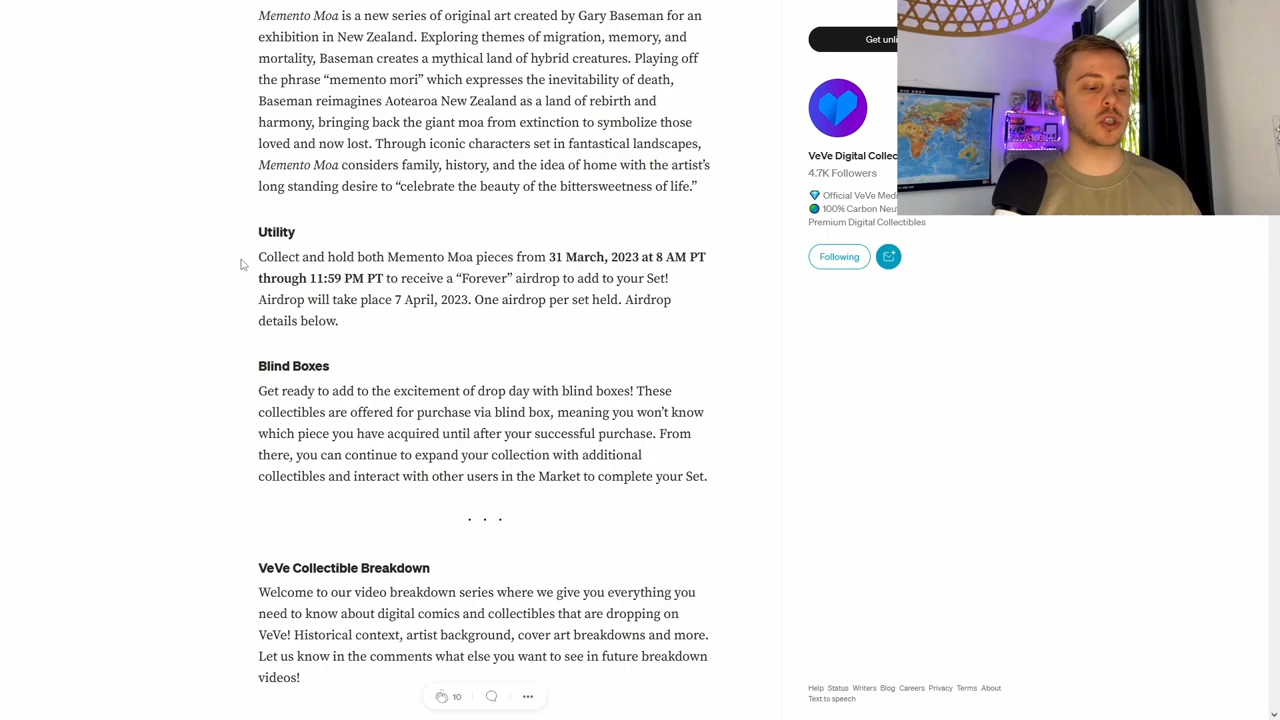 Memento Moa is a new series of original art created by Gary Baseman for an
exhibition in New Zealand. Exploring themes of migration, memory, and
mortality, Baseman creates a mythical land of hybrid creatures. Playing off
the phrase “memento mori” which expresses the inevitability of death,
Baseman reimagines Aotearoa New Zealand as a land of rebirth and
harmony, bringing back the giant moa from extinction to symbolize those
loved and now lost. Through iconic characters set in fantastical landscapes,
Memento Moa considers family, history, and the idea of home with the artist’s
long standing desire to “celebrate the beauty of the bittersweetness of life.”
Utility
Collect and hold both Memento Moa pieces from 31 March, 2023 at 8 AM PT
through 11:59 PM PT to receive a “Forever” airdrop to add to your Set!
Airdrop will take place 7 April, 2023. One airdrop per set held. Airdrop
details below.
Blind Boxes
Get ready to add to the excitement of drop day with blind boxes! These
collectibles are offered for purchase via blind box, meaning you won’t know
which piece you have acquired until after your successful purchase. From
there, you can continue to expand your collection with additional
collectibles and interact with other users in the Market to complete your Set.
. . .
VeVe Collectible Breakdown
Welcome to our video breakdown series where we give you everything you
need to know about digital comics and collectibles that are dropping on
VeVe! Historical context, artist background, cover art breakdowns and more.
Let us know in the comments what else you want to see in future breakdown
videos!
10
Get unli
VeVe Digital Collec
4.7K Followers
Official VeVe Medi
100% Carbon Neu
Premium Digital Collectibles
Following
Help Status Writers Blog Careers Privacy Terms About
Text to speech